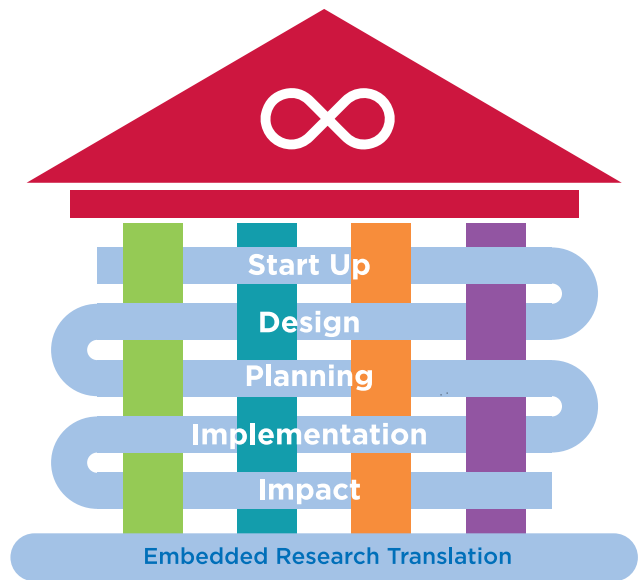 Start Up
Design
Planning
Implementation
Impact
Embedded Research Translation